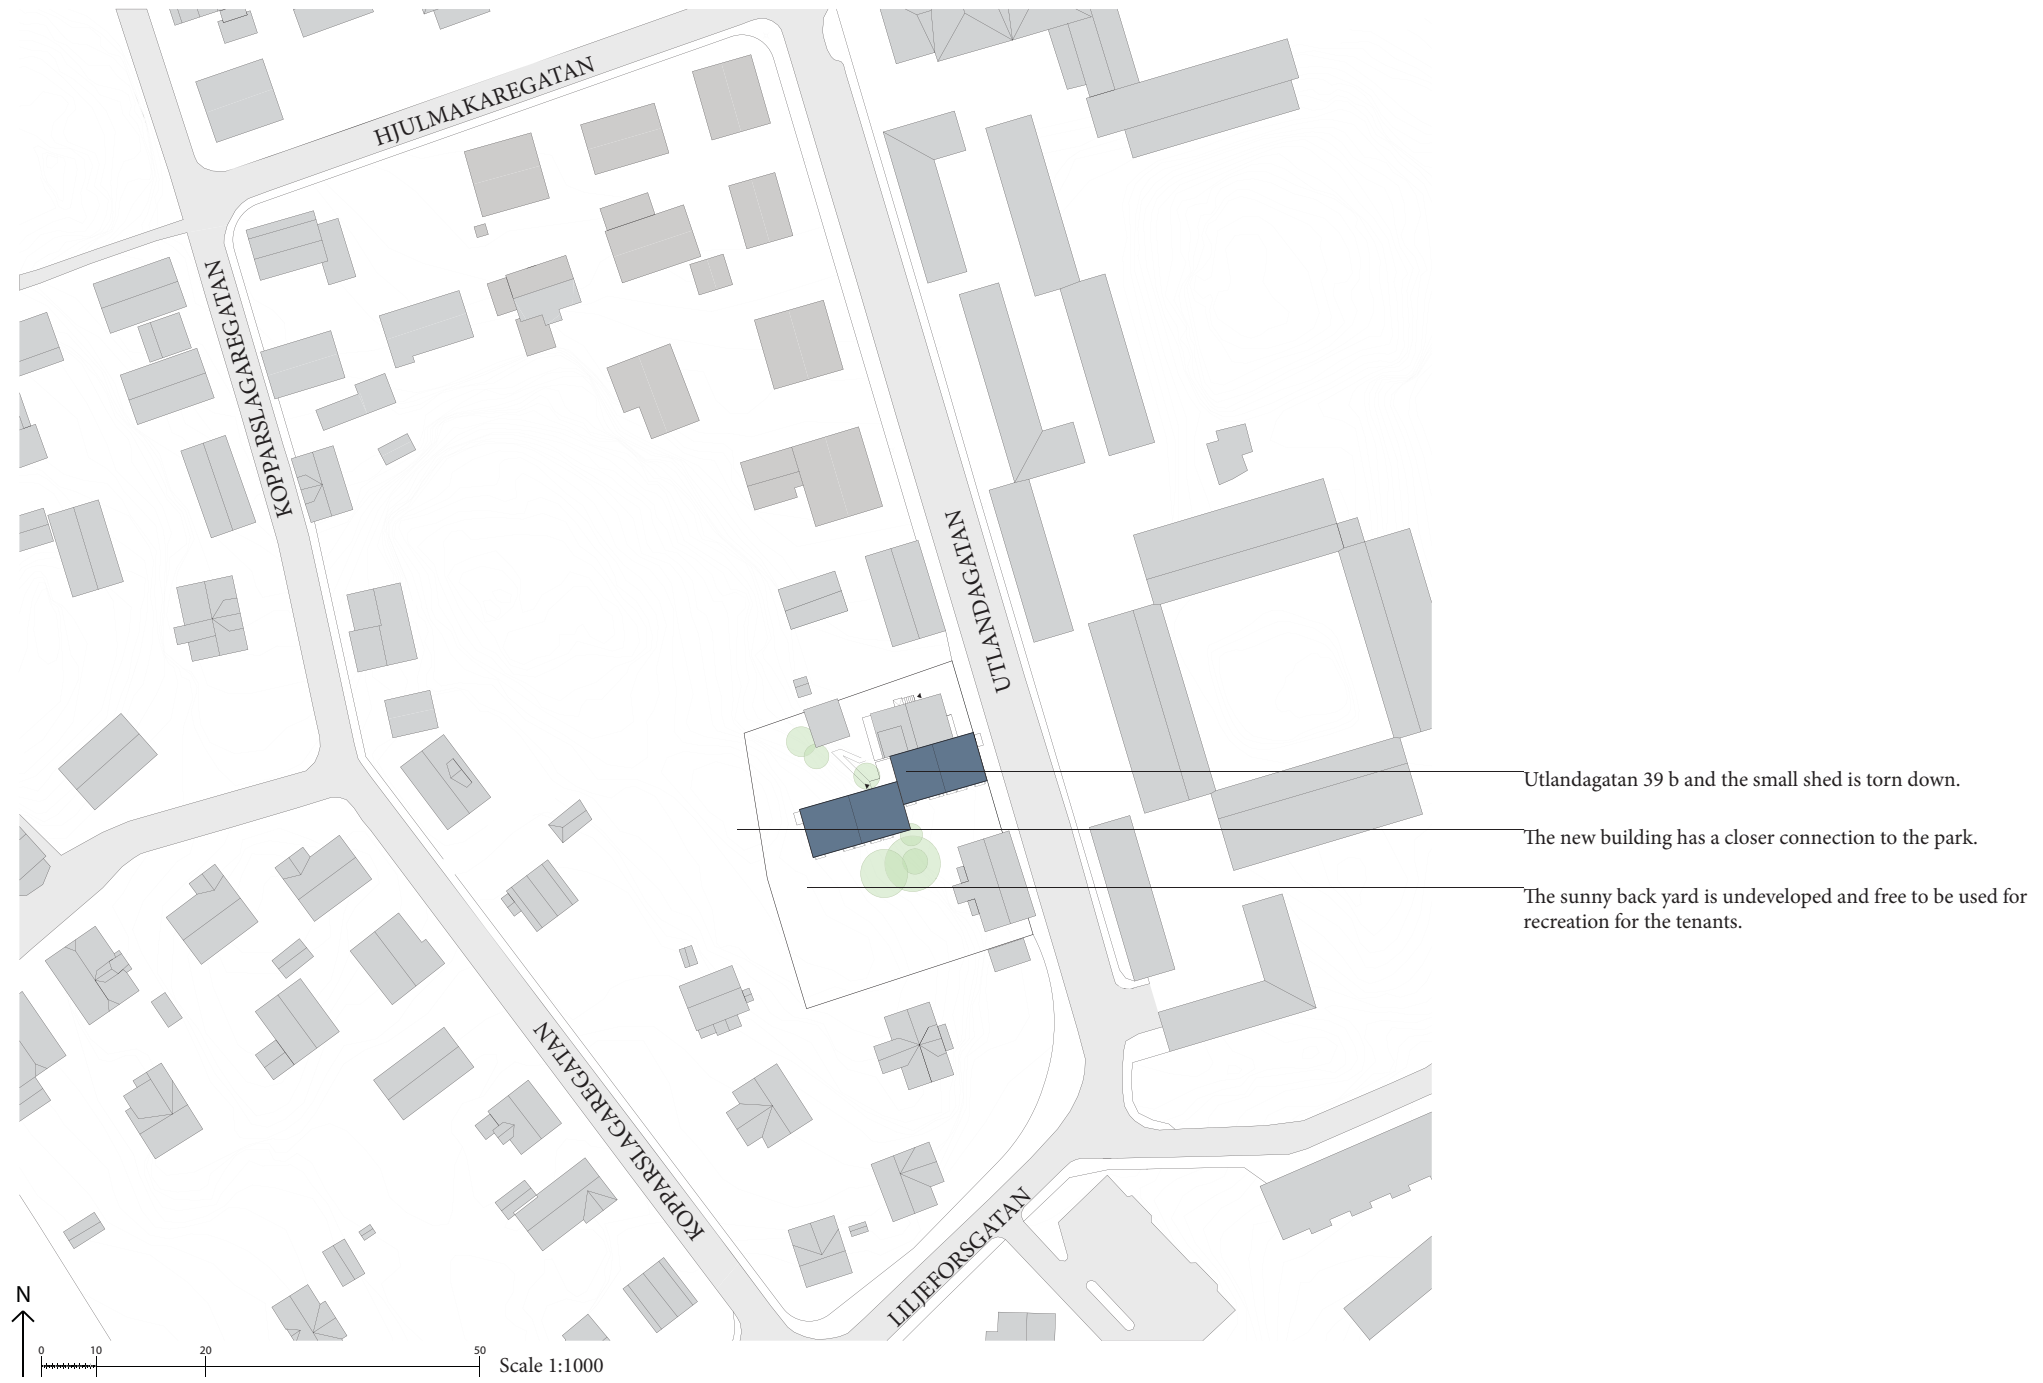 HJULMAKAREGATAN
KOPPARSLAGAREGATAN
UTLANDAGATAN
Utlandagatan 39 b and the small shed is torn down.
The new building has a closer connection to the park.
The sunny back yard is undeveloped and free to be used for
recreation for the tenants.
KOPPARSLAGAREGATAN
LILJEFORSGATAN
N
0 10 20 50
Scale 1:1000